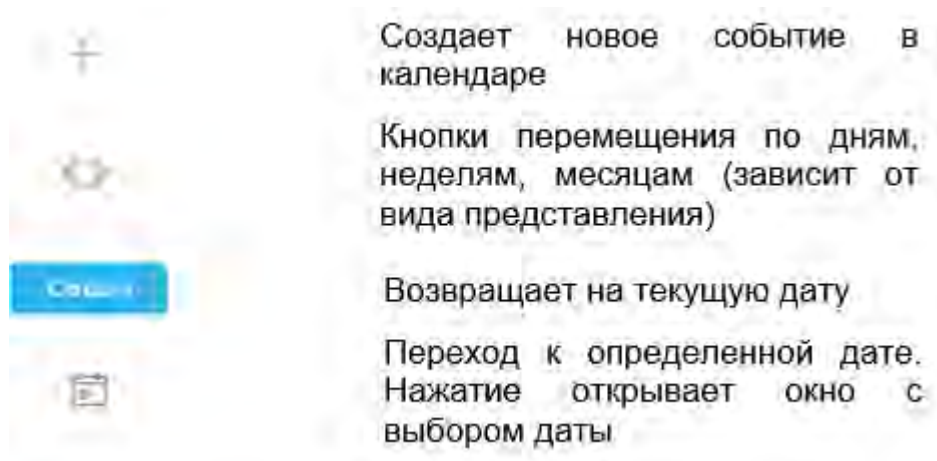 Создает новое событие в
календаре
Кнопки перемещения по дням,
неделям, месяцам (зависит от
вида представления)
Возвращает на текущую дату
Переход к определенной дате.
Нажатие открывает окно с
выбором даты